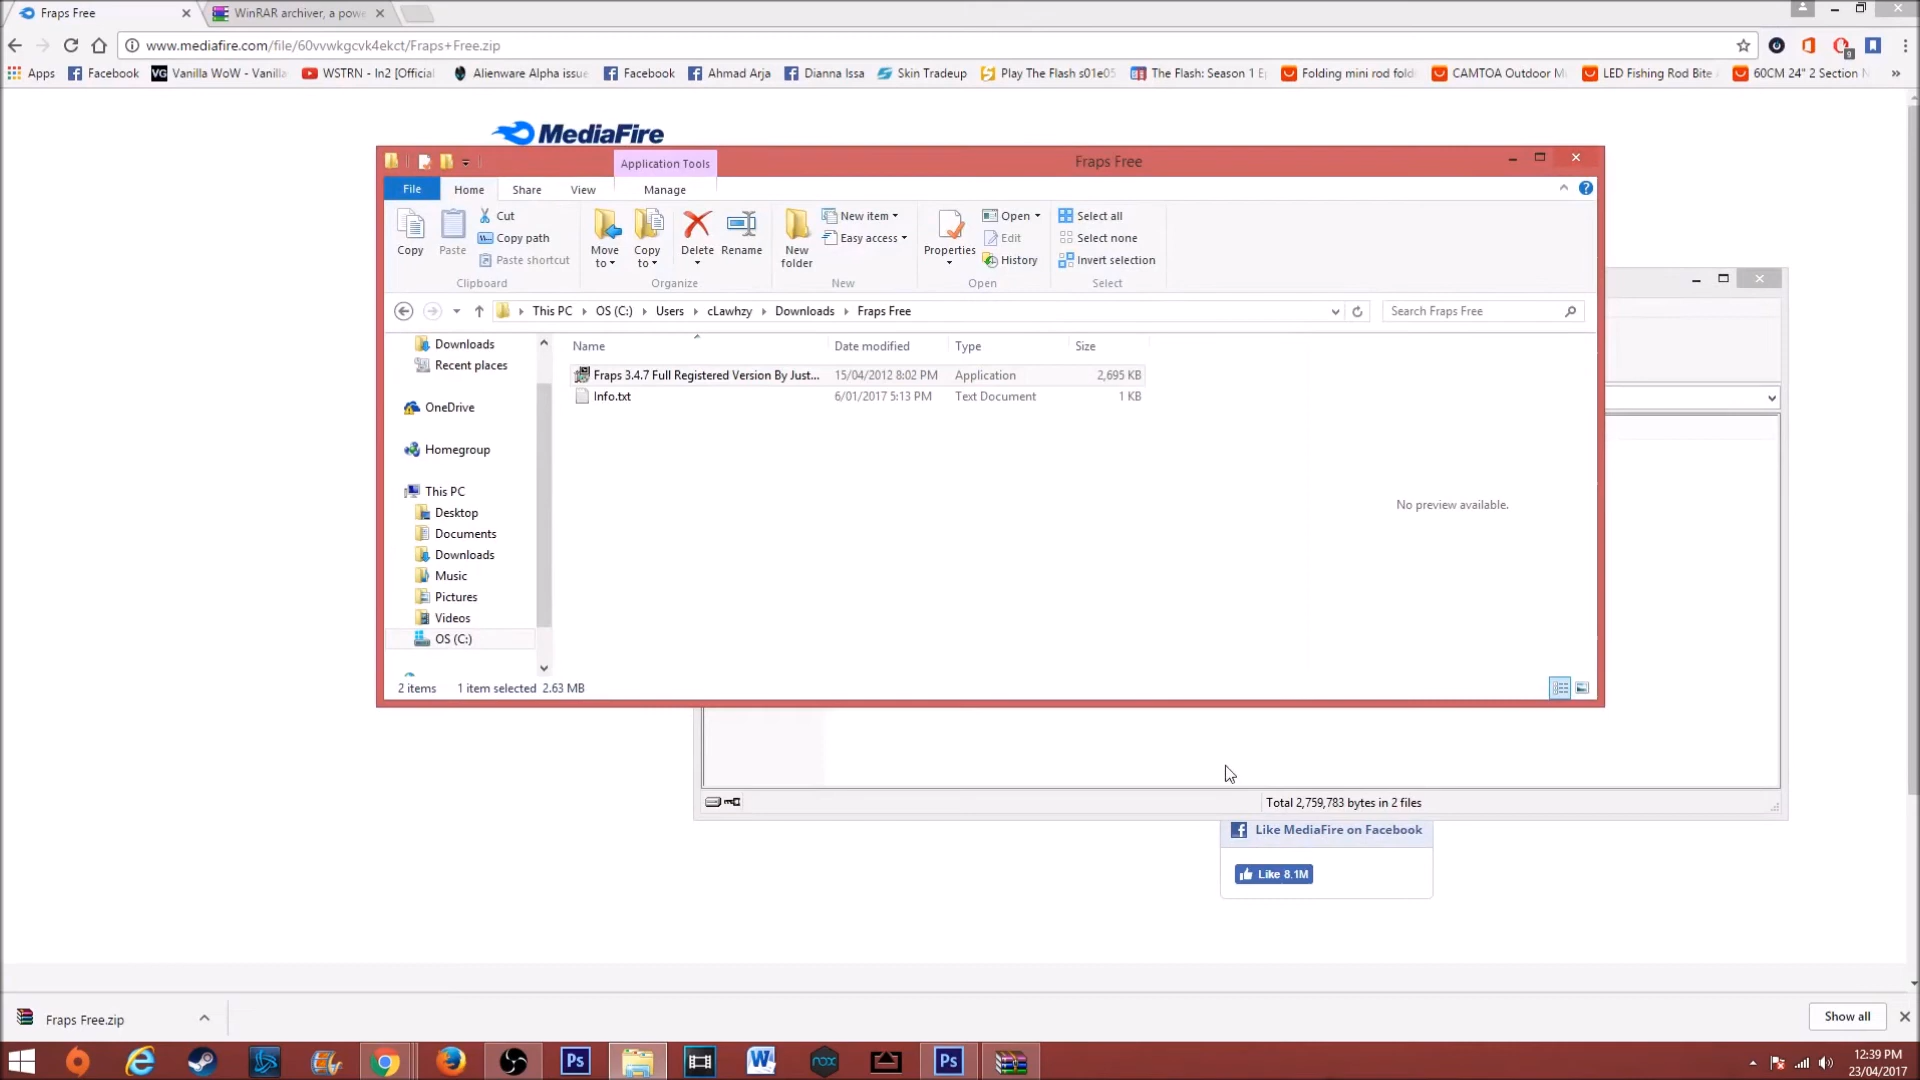 Fraps Free
WinRAR archiver, a pow
www.mediafire.com/file/60vvwkgcvk4ekct/Fraps+Free.zip
9
Apps Facebook VG Vanilla WoW - Vanilla WSTRN - In2 [Official Alienware Alpha issue Facebook Ahmad Arja Dianna Issa Skin Tradeup Play The Flash s01e05 The Flash: Season 1 Ep Folding mini rod fold CAMTOA Outdoor M LED Fishing Rod Bite 60CM 24" 2 Section »
MediaFire
Application Tools
Fraps Free
File Home Share View Manage
Copy
Paste
Cut
Copy path
Paste shortcut
Clipboard
Move to
Copy to
Delete
Rename
Organize
New folder
New item
Easy access
New
Properties
Open
Edit
History
Open
Select all
Select none
Invert selection
Select
This PC OS (C:) Users cLawhzy Downloads Fraps Free
Search Fraps Free
Downloads
Recent places
OneDrive
Homegroup
This PC
Desktop
Documents
Downloads
Music
Pictures
Videos
OS (C:)
Name Date modified Type Size
Fraps 3.4.7 Full Registered Version By Just... 15/04/2012 8:02 PM Application 2,695 KB
Info.txt 6/01/2017 5:13 PM Text Document 1 KB
No preview available.
2 items 1 item selected 2.63 MB
Total 2,759,783 bytes in 2 files
Like MediaFire on Facebook
Like 8.1M
Fraps Free.zip
Show all
Ps
W
nox
Ps
12:39 PM
23/04/2017